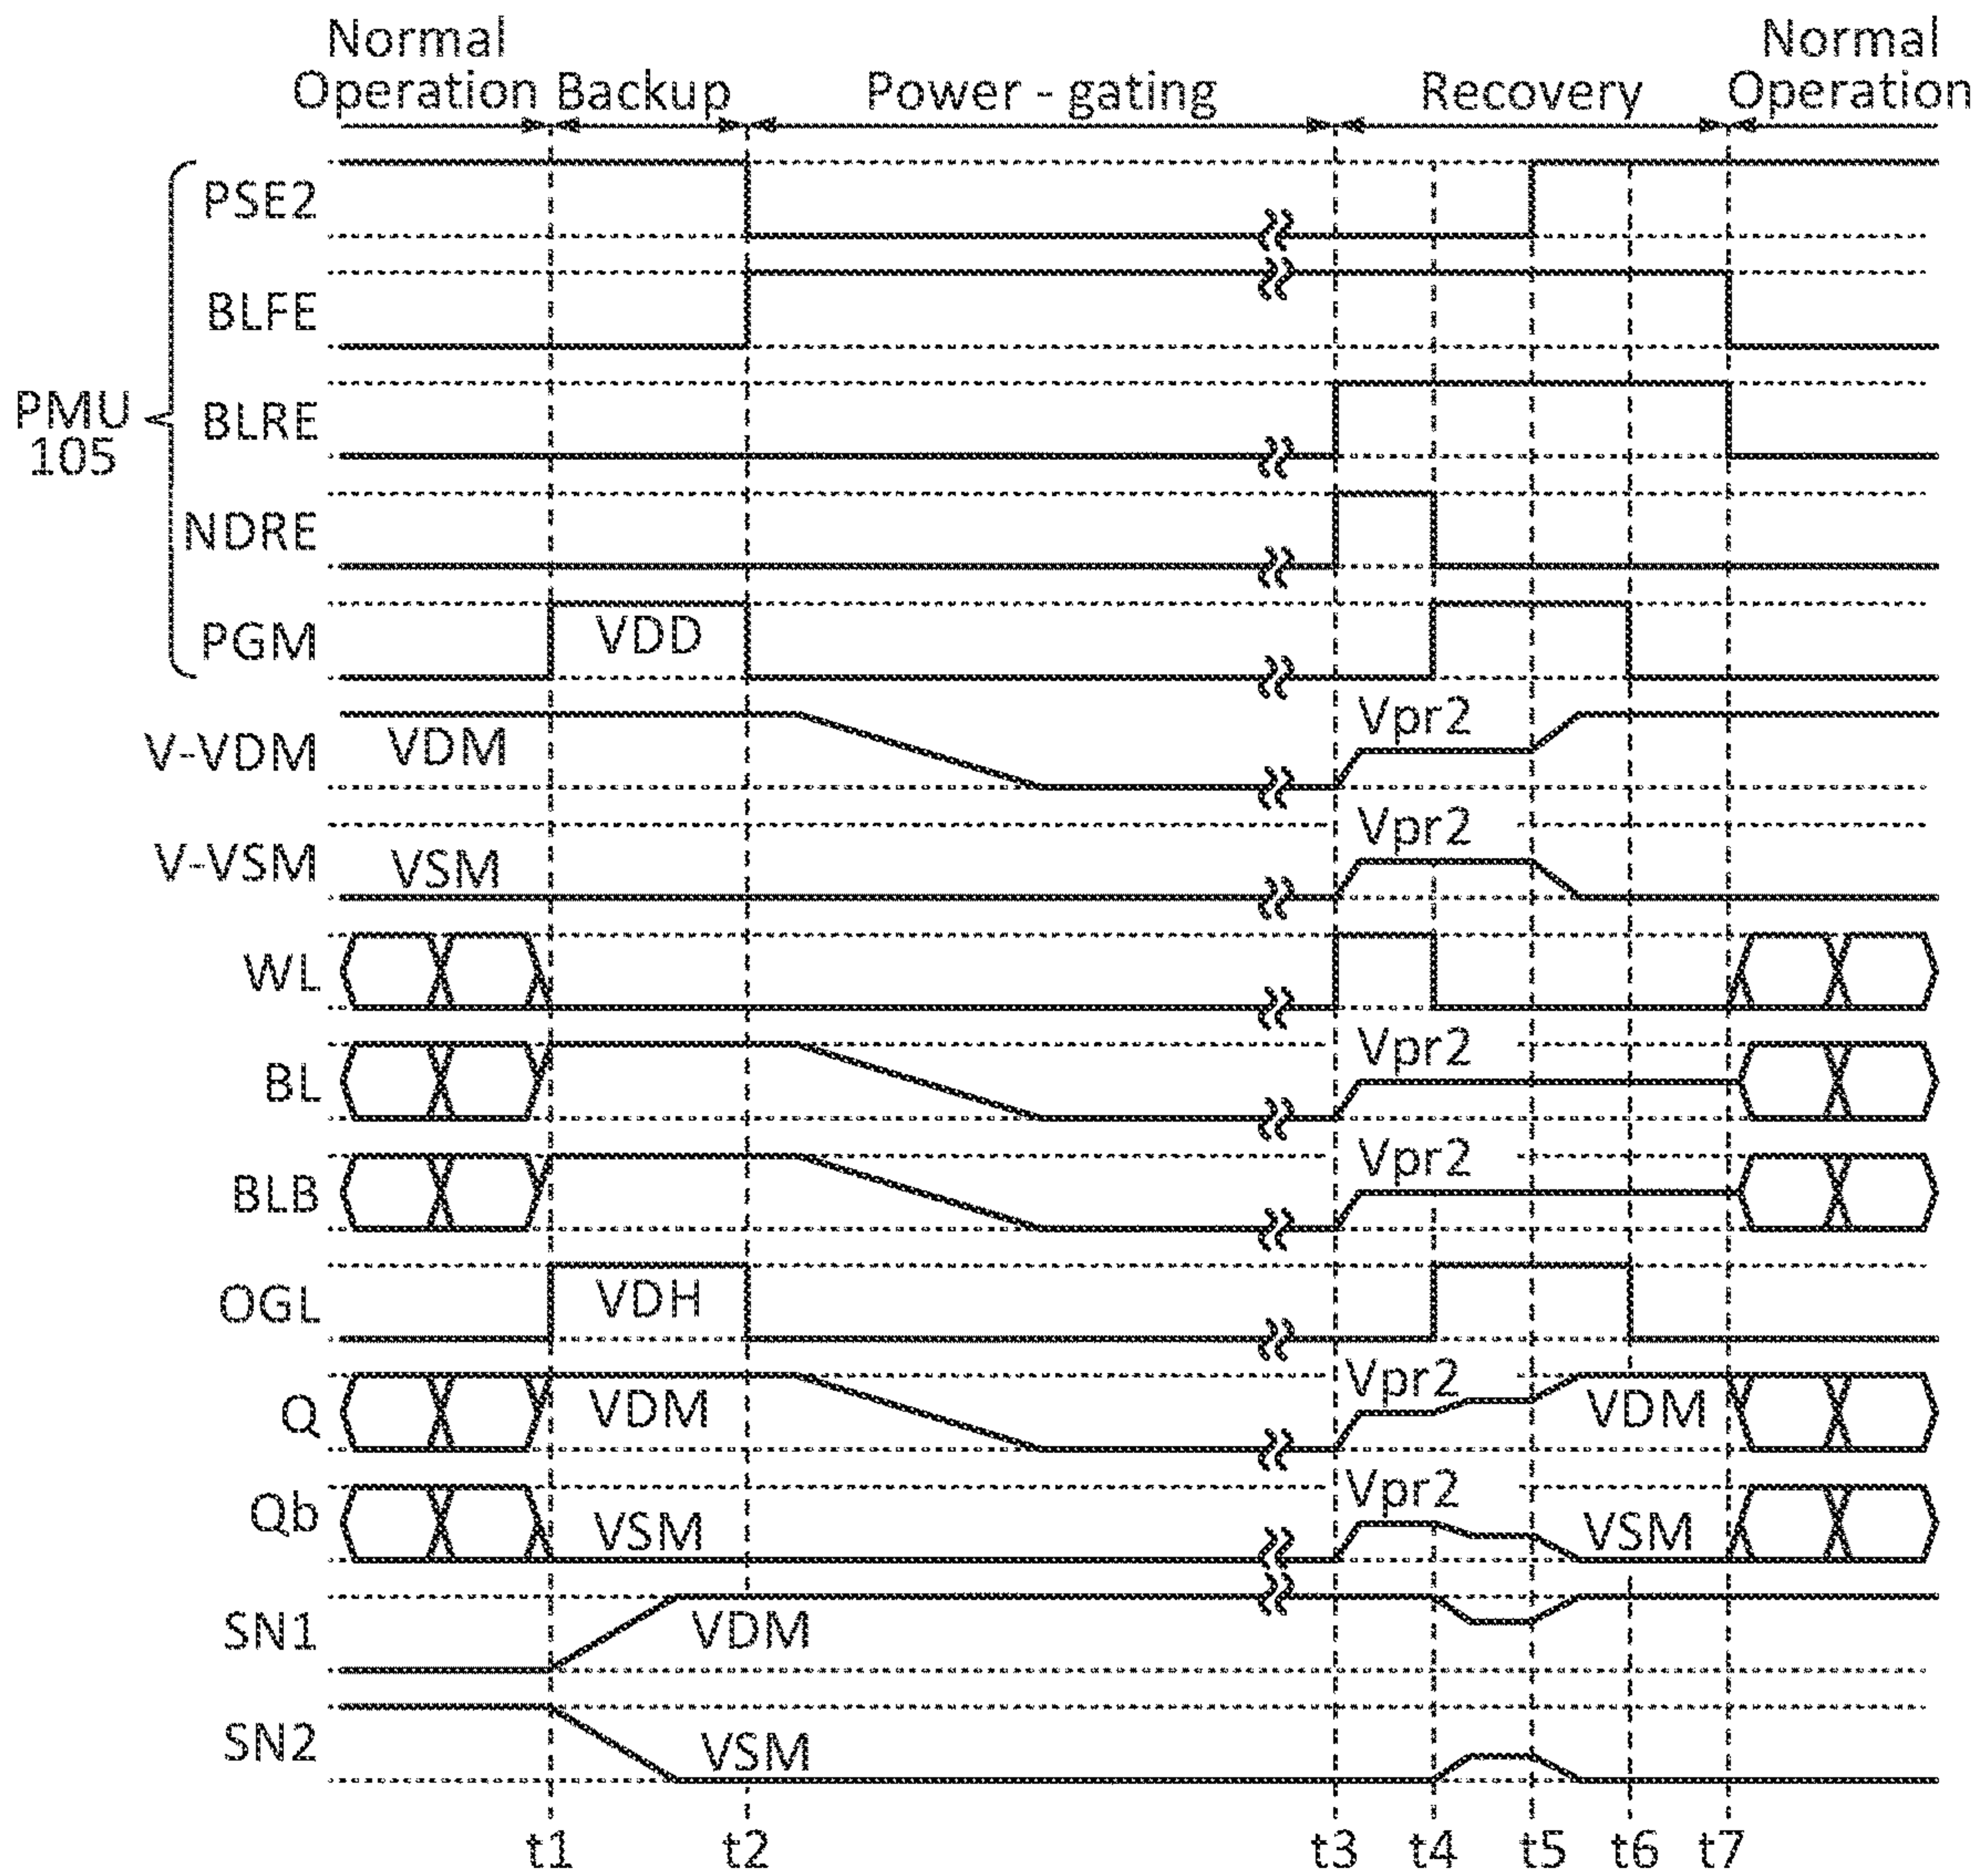 Normal Operation
Backup
Power - gating
Recovery
Normal Operation
PMU 105
PSE2
BLFE
BLRE
NDRE
PGM
VDD
V-VDM
VDM
Vpr2
V-VSM
VSM
Vpr2
WL
BL
Vpr2
BLB
Vpr2
OGL
VDH
Q
VDM
Vpr2
VDM
Qb
VSM
Vpr2
VSM
SN1
VDM
SN2
VSM
t1
t2
t3
t4
t5
t6
t7